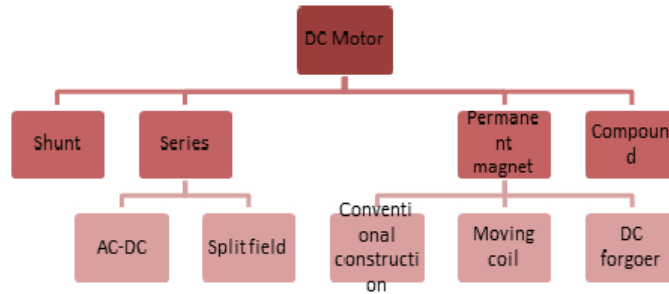 DC Motor
Shunt
Series
Permane
nt
magnet
Compoun
d
AC-DC
Split field
Conventi
onal
constructi
on
Moving
coil
DC
forgoer